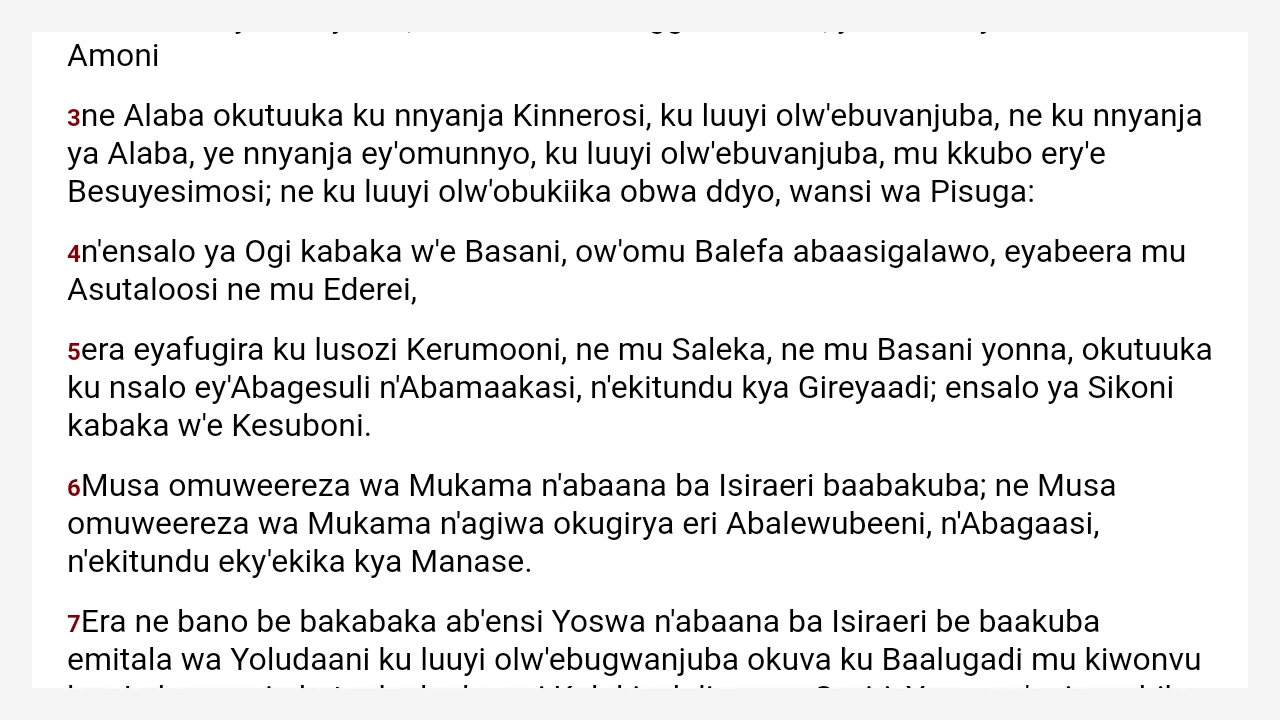 Amoni
3ne Alaba okutuuka ku nnyanja Kinnerosi, ku luuyi olw'ebuvanjuba, ne ku nnyanja
ya Alaba, ye nnyanja ey'omunnyo, ku luuyi olw'ebuvanjuba, mu kkubo ery'e
Besuyesimosi; ne ku luuyi olw'obukiika obwa ddyo, wansi wa Pisuga:
4n'ensalo ya Ogi kabaka w'e Basani, ow'omu Balefa abaasigalawo, eyabeera mu
Asutaloosi ne mu Ederei,
5era eyafugira ku lusozi Kerumooni, ne mu Saleka, ne mu Basani yonna, okutuuka
ku nsalo ey'Abagesuli n'Abamaakasi, n'ekitundu kya Gireyaadi; ensalo ya Sikoni
kabaka w'e Kesuboni.
6Musa omuweereza wa Mukama n'abaana ba Isiraeri baabakuba; ne Musa
omuweereza wa Mukama n'agiwa okugirya eri Abalewubeeni, n'Abagaasi,
n'ekitundu eky'ekika kya Manase.
7Era ne bano be bakabaka ab'ensi Yoswa n'abaana ba Isiraeri be baakuba
emitala wa Yoludaani ku luuyi olw'ebugwanjuba okuva ku Baalugadi mu kiwonvu